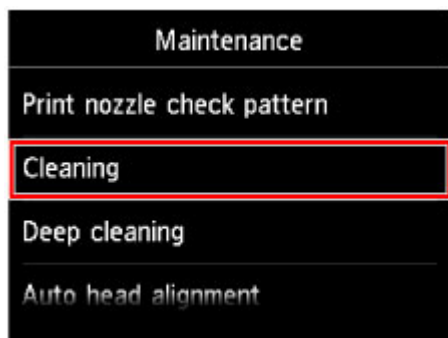 Maintenance
Print nozzle check pattern
Cleaning
Deep cleaning
Auto head alignment